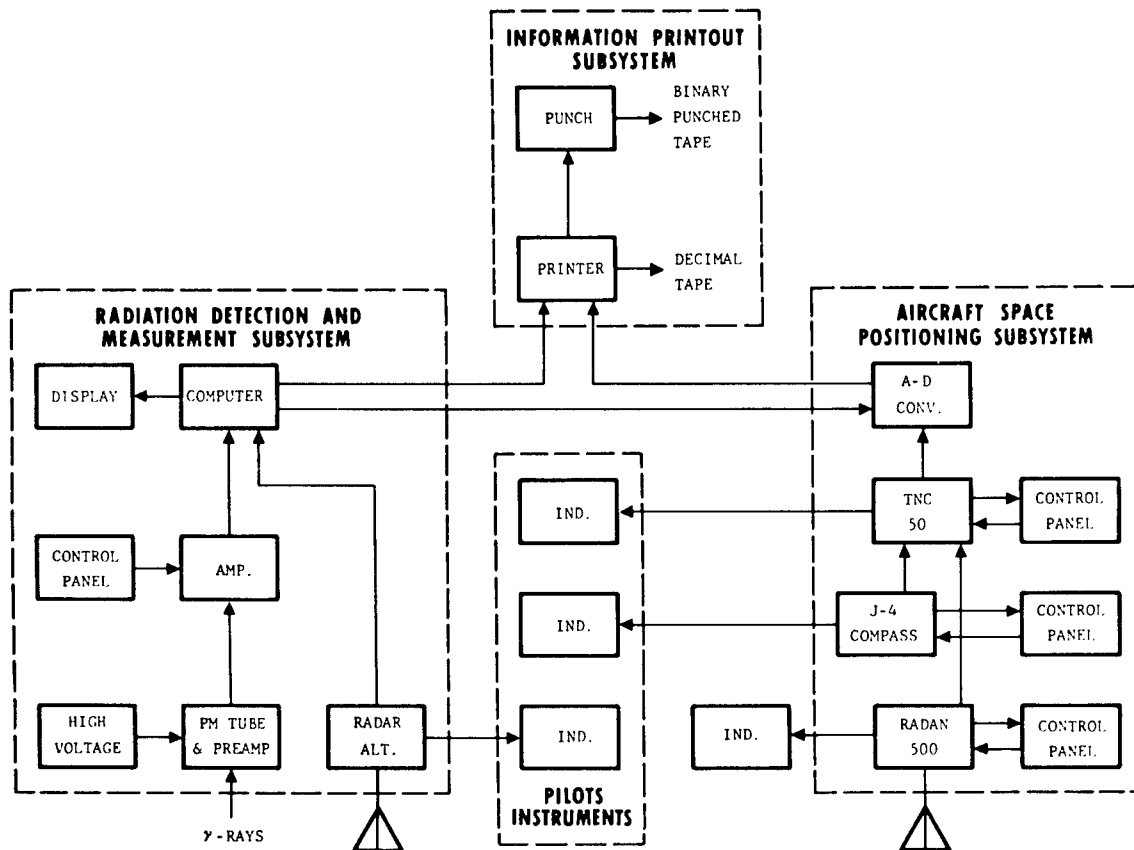 INFORMATION PRINTOUT
SUBSYSTEM
PUNCH
BINARY
PUNCHED
TAPE
PRINTER
DECIMAL
TAPE
RADIATION DETECTION AND
MEASUREMENT SUBSYSTEM
DISPLAY
COMPUTER
CONTROL
PANEL
AMP.
HIGH
VOLTAGE
PM TUBE
& PREAMP
RADAR
ALT.
γ-RAYS
IND.
IND.
IND.
PILOTS
INSTRUMENTS
AIRCRAFT SPACE
POSITIONING SUBSYSTEM
A-D
CONV.
TNC
50
CONTROL
PANEL
J-4
COMPASS
CONTROL
PANEL
IND.
RADAN
500
CONTROL
PANEL